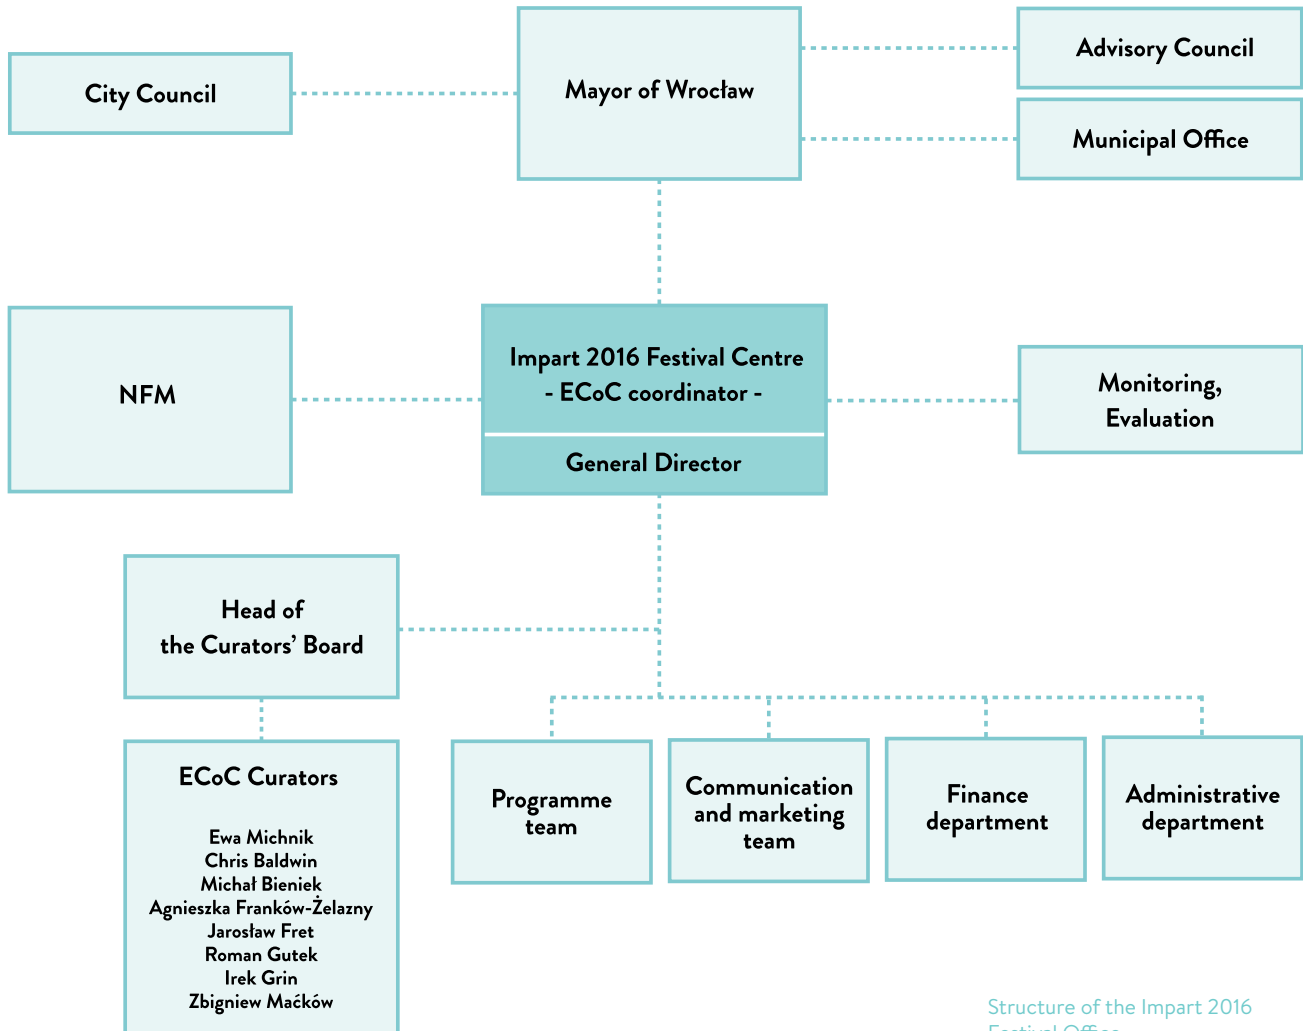 City Council
Mayor of Wrocław
Advisory Council
Municipal Office
NFM
Impart 2016 Festival Centre
- ECoC coordinator -
General Director
Monitoring,
Evaluation
Head of
the Curators’ Board
ECoC Curators
Ewa Michnik
Chris Baldwin
Michał Bieniek
Agnieszka Franków-Żelazny
Jarosław Fret
Roman Gutek
Irek Grin
Zbigniew Maćków
Programme
team
Communication
and marketing
team
Finance
department
Administrative
department
Structure of the Impart 2016
Festival Office